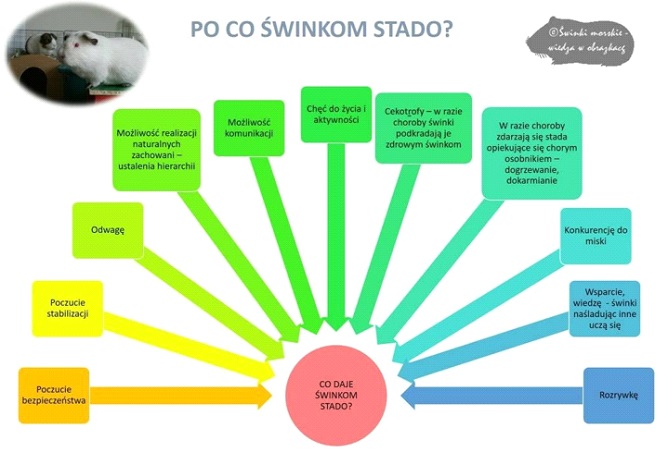 PO CO ŚWINKOM STADO?
©Świnki morskie -
wiedza w obrazkach
Chęć do życia i
aktywności
Możliwość
komunikacji
Cekotrofy – w razie
choroby świnki
podkradają je
zdrowym świnkom
Możliwość realizacji
naturalnych
zachowani –
ustalenia hierarchii
W razie choroby
zdarzają się stada
opiekujące się chorym
osobnikiem –
dogrzewanie,
dokarmianie
Odwagę
Konkurencję do
miski
Poczucie
stabilizacji
Wsparcie,
wiedzę - świnki
naśladując inne
uczą się
Poczucie
bezpieczeństwa
CO DAJE
ŚWINKOM
STADO?
Rozrywkę